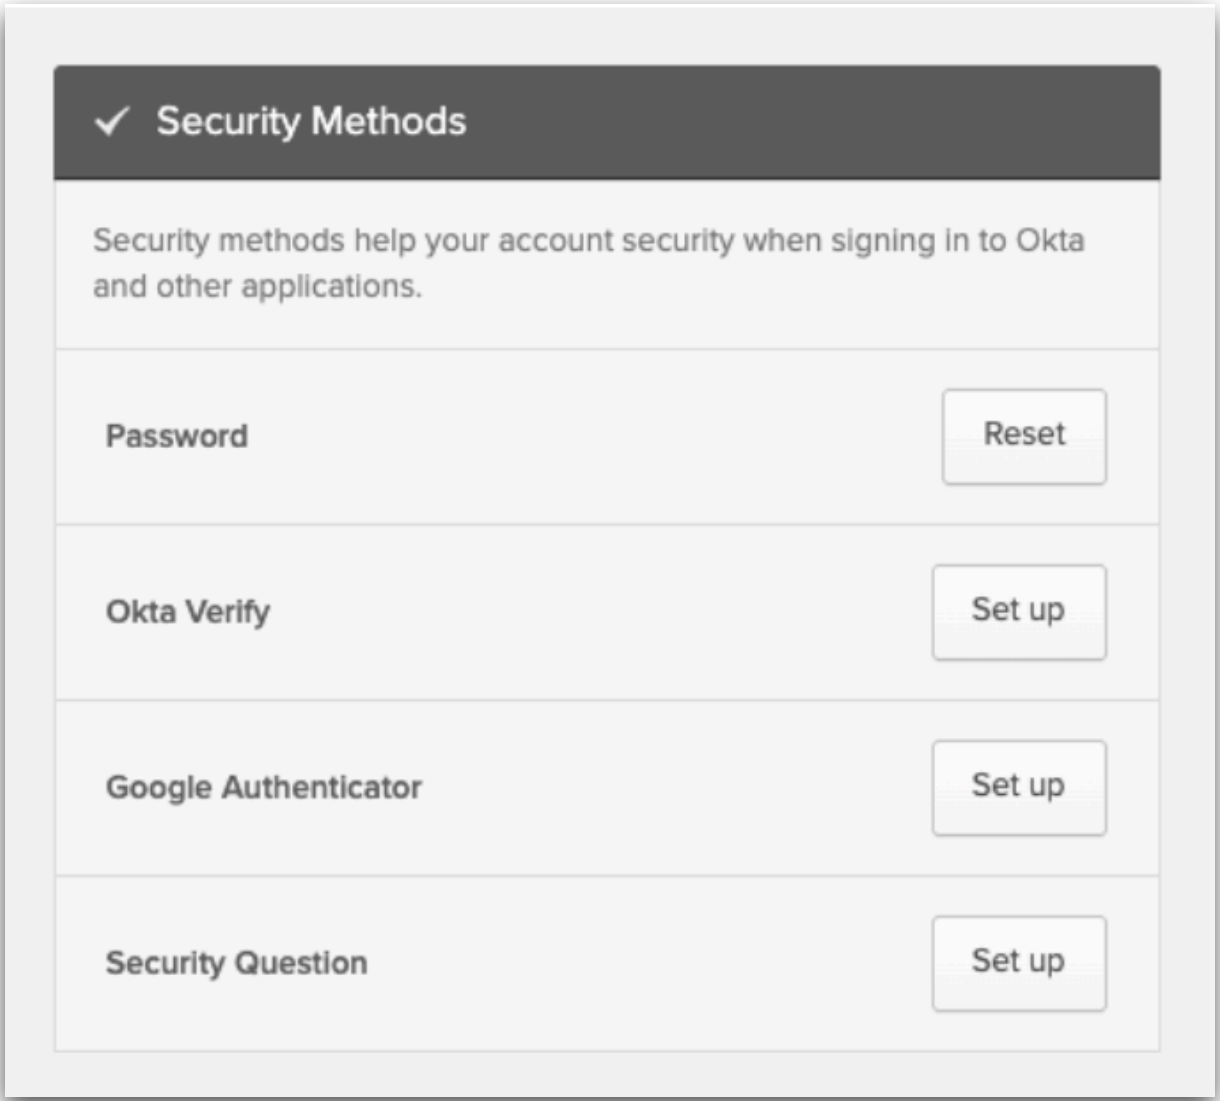 Security Methods
Security methods help your account security when signing in to Okta
and other applications.
Password
Reset
Okta Verify
Set up
Google Authenticator
Set up
Security Question
Set up